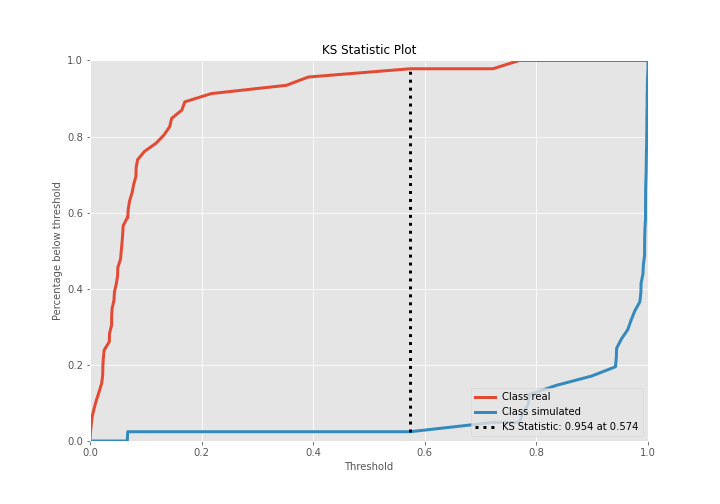 KS Statistic Plot
1.0
0.8
0.6
0.4
0.2
0.0
Percentage below threshold
0.0 0.2 0.4 0.6 0.8 1.0
Threshold
Class real
Class simulated
KS Statistic: 0.954 at 0.574